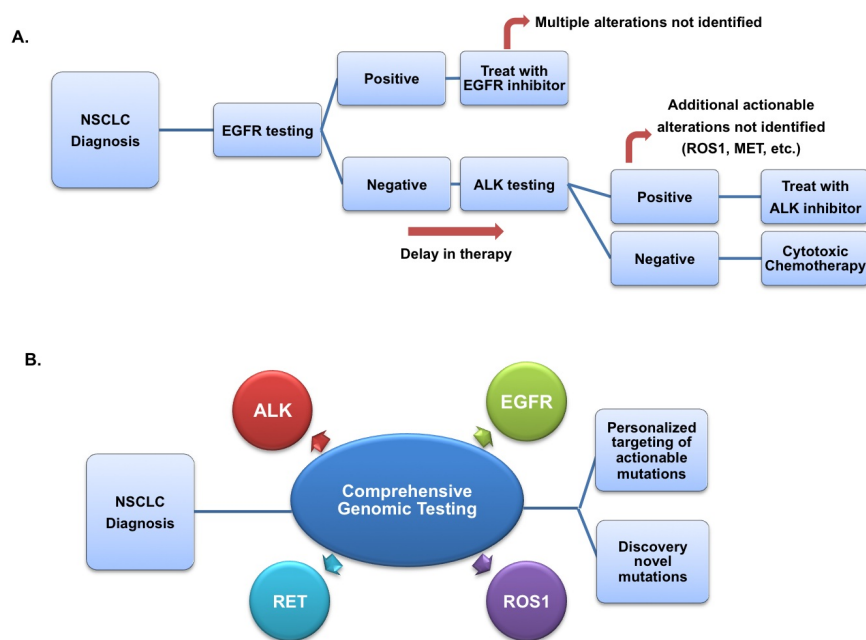 A.
Multiple alterations not identified
NSCLC
Diagnosis
EGFR testing
Positive
Treat with
EGFR inhibitor
Negative
ALK testing
Delay in therapy
Additional actionable
alterations not identified
(ROS1, MET, etc.)
Positive
Treat with
ALK inhibitor
Negative
Cytotoxic
Chemotherapy
B.
NSCLC
Diagnosis
ALK
EGFR
Comprehensive
Genomic Testing
RET
ROS1
Personalized
targeting of
actionable
mutations
Discovery
novel
mutations